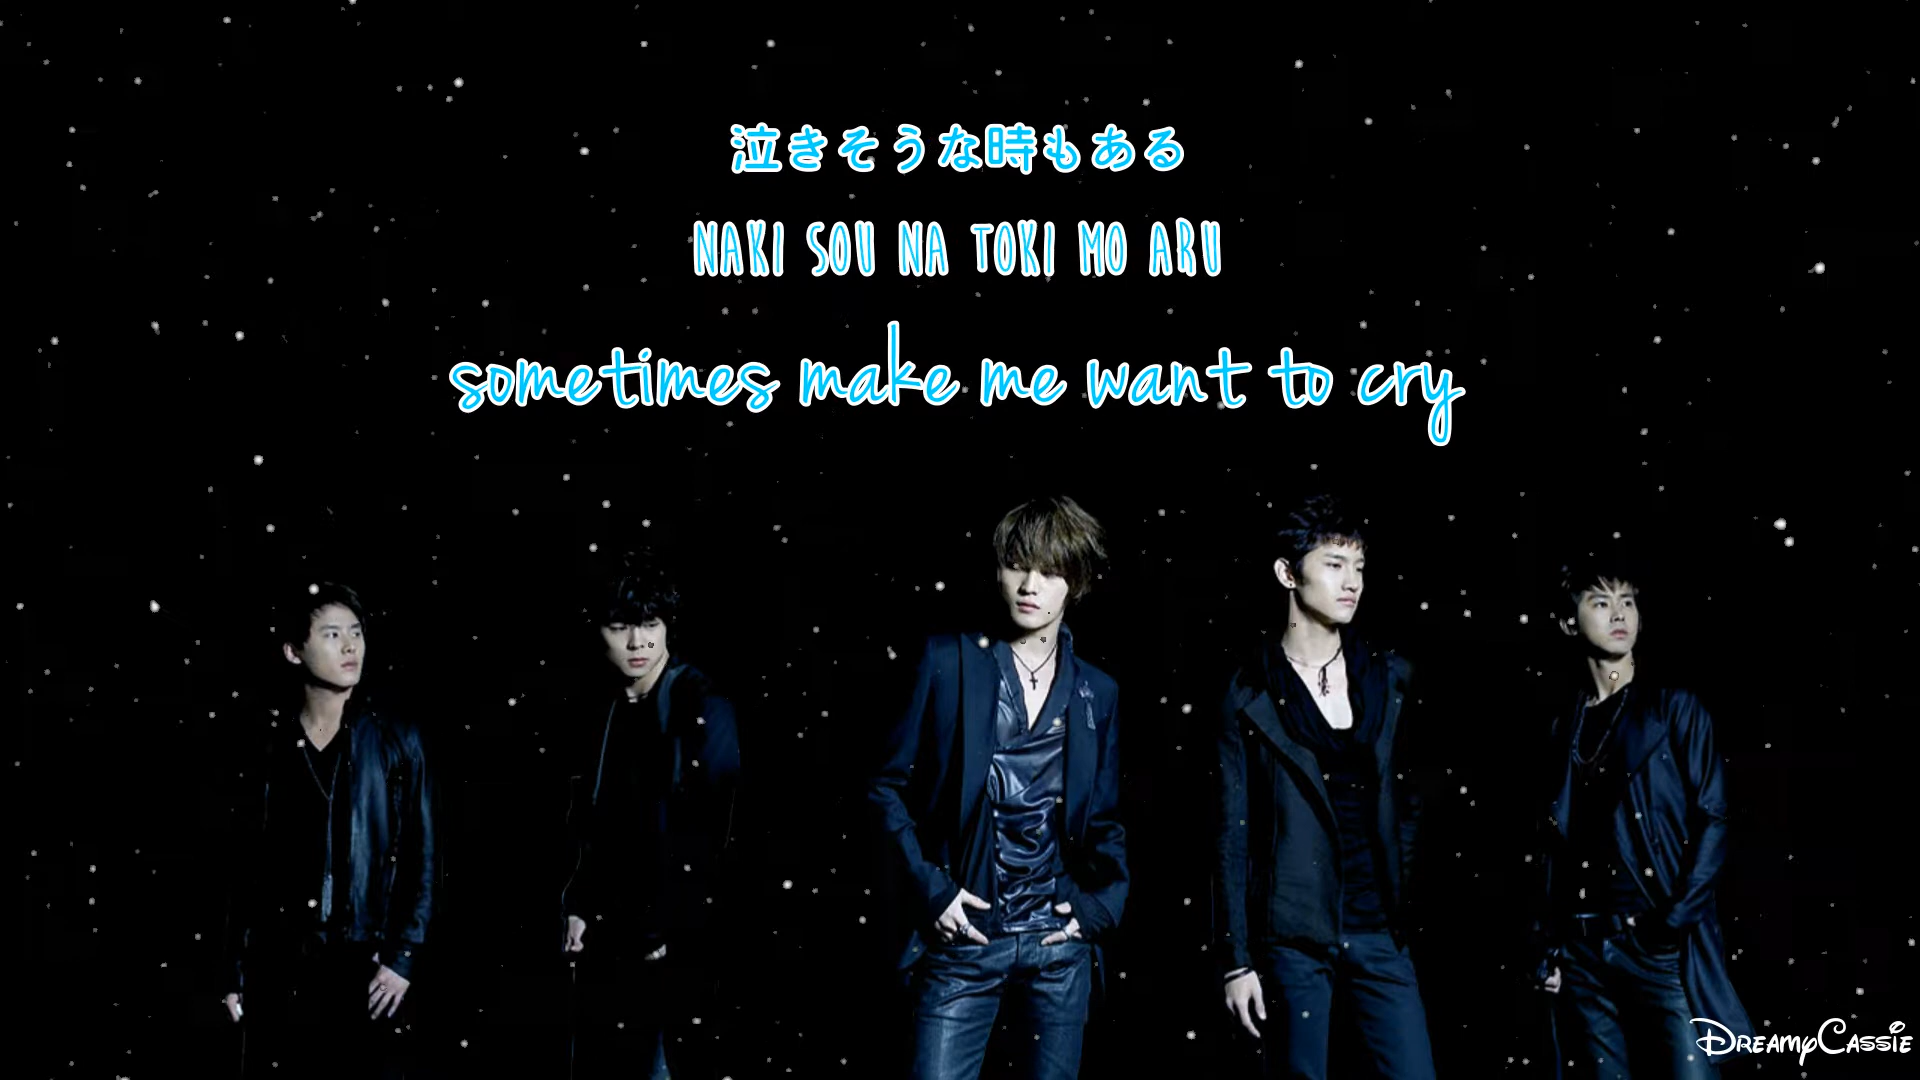 泣きそうな時もある
NAKI SOU NA TOKI MO ARU
sometimes make me want to cry
DreamyCassie